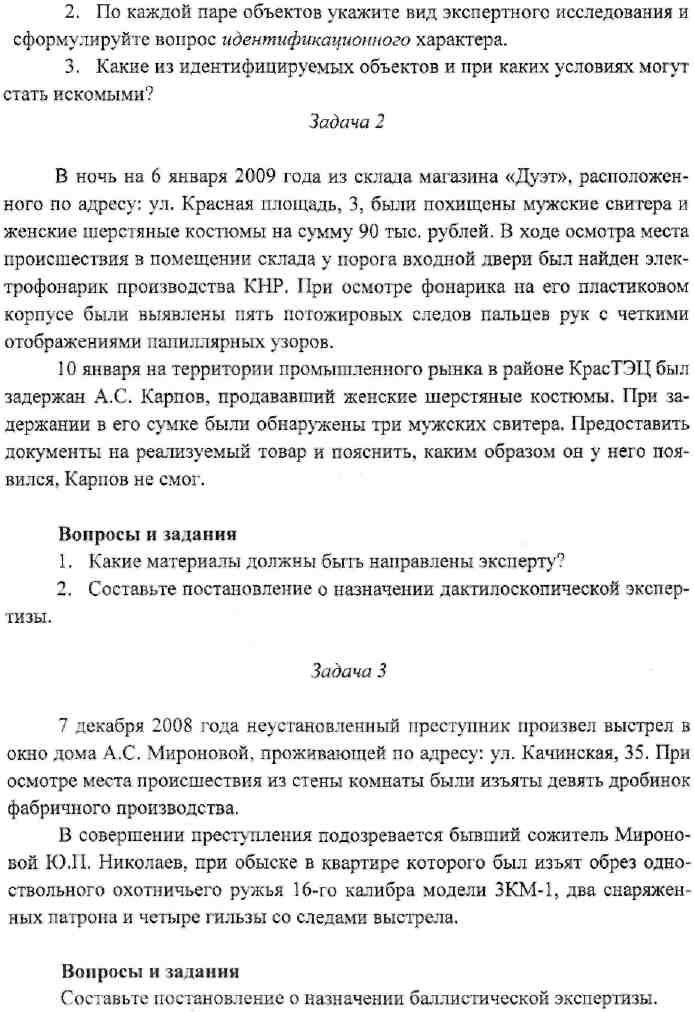 2. По каждой паре объектов укажите вид экспертного исследования и
сформулируйте вопрос идентификационного характера.
3. Какие из идентифицируемых объектов и при каких условиях могут
стать искомыми?
Задача 2
В ночь на 6 января 2009 года из склада магазина «Дуэт», расположен-
ного по адресу: ул. Красная площадь, 3, были похищены мужские свитера и
женские шерстяные костюмы на сумму 90 тыс. рублей. В ходе осмотра места
происшествия в помещении склада у порога входной двери был найден элек-
трофонарик производства КНР. При осмотре фонарика на его пластиковом
корпусе были выявлены пять потожировых следов пальцев рук с четкими
отображениями папиллярных узоров.
10 января на территории промышленного рынка в районе КрасТЭЦ был
задержан А.С. Карпов, продававший женские шерстяные костюмы. При за-
держании в его сумке были обнаружены три мужских свитера. Предоставить
документы на реализуемый товар и пояснить, каким образом он у него поя-
вился, Карпов не смог.
Вопросы и задания
1. Какие материалы должны быть направлены эксперту?
2. Составьте постановление о назначении дактилоскопической экспер-
тизы.
Задача 3
7 декабря 2008 года неустановленный преступник произвел выстрел в
окно дома А.С. Мироновой, проживающей по адресу: ул. Качинская, 35. При
осмотре места происшествия из стены комнаты были изъяты девять дробинок
фабричного производства.
В совершении преступления подозревается бывший сожитель Мироно-
вой Ю.П. Николаев, при обыске в квартире которого был изъят обрез одно-
ствольного охотничьего ружья 16-го калибра модели ЗКМ-1, два снаряжен-
ных патрона и четыре гильзы со следами выстрела.
Вопросы и задания
Составьте постановление о назначении баллистической экспертизы.